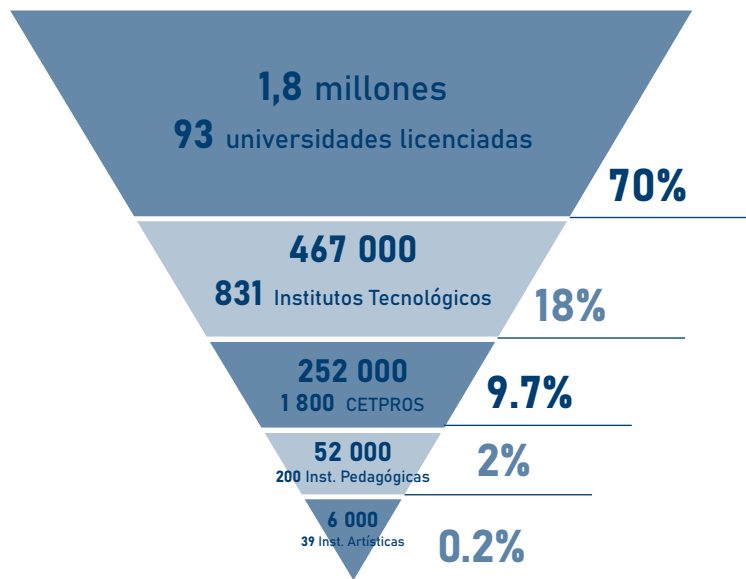 1,8 millones
93 universidades licenciadas
70%
467 000
831 Institutos Tecnológicos
18%
252 000
1 800 CETPROS
9.7%
52 000
200 Inst. Pedagógicas
2%
6 000
39 Inst. Artísticas
0.2%